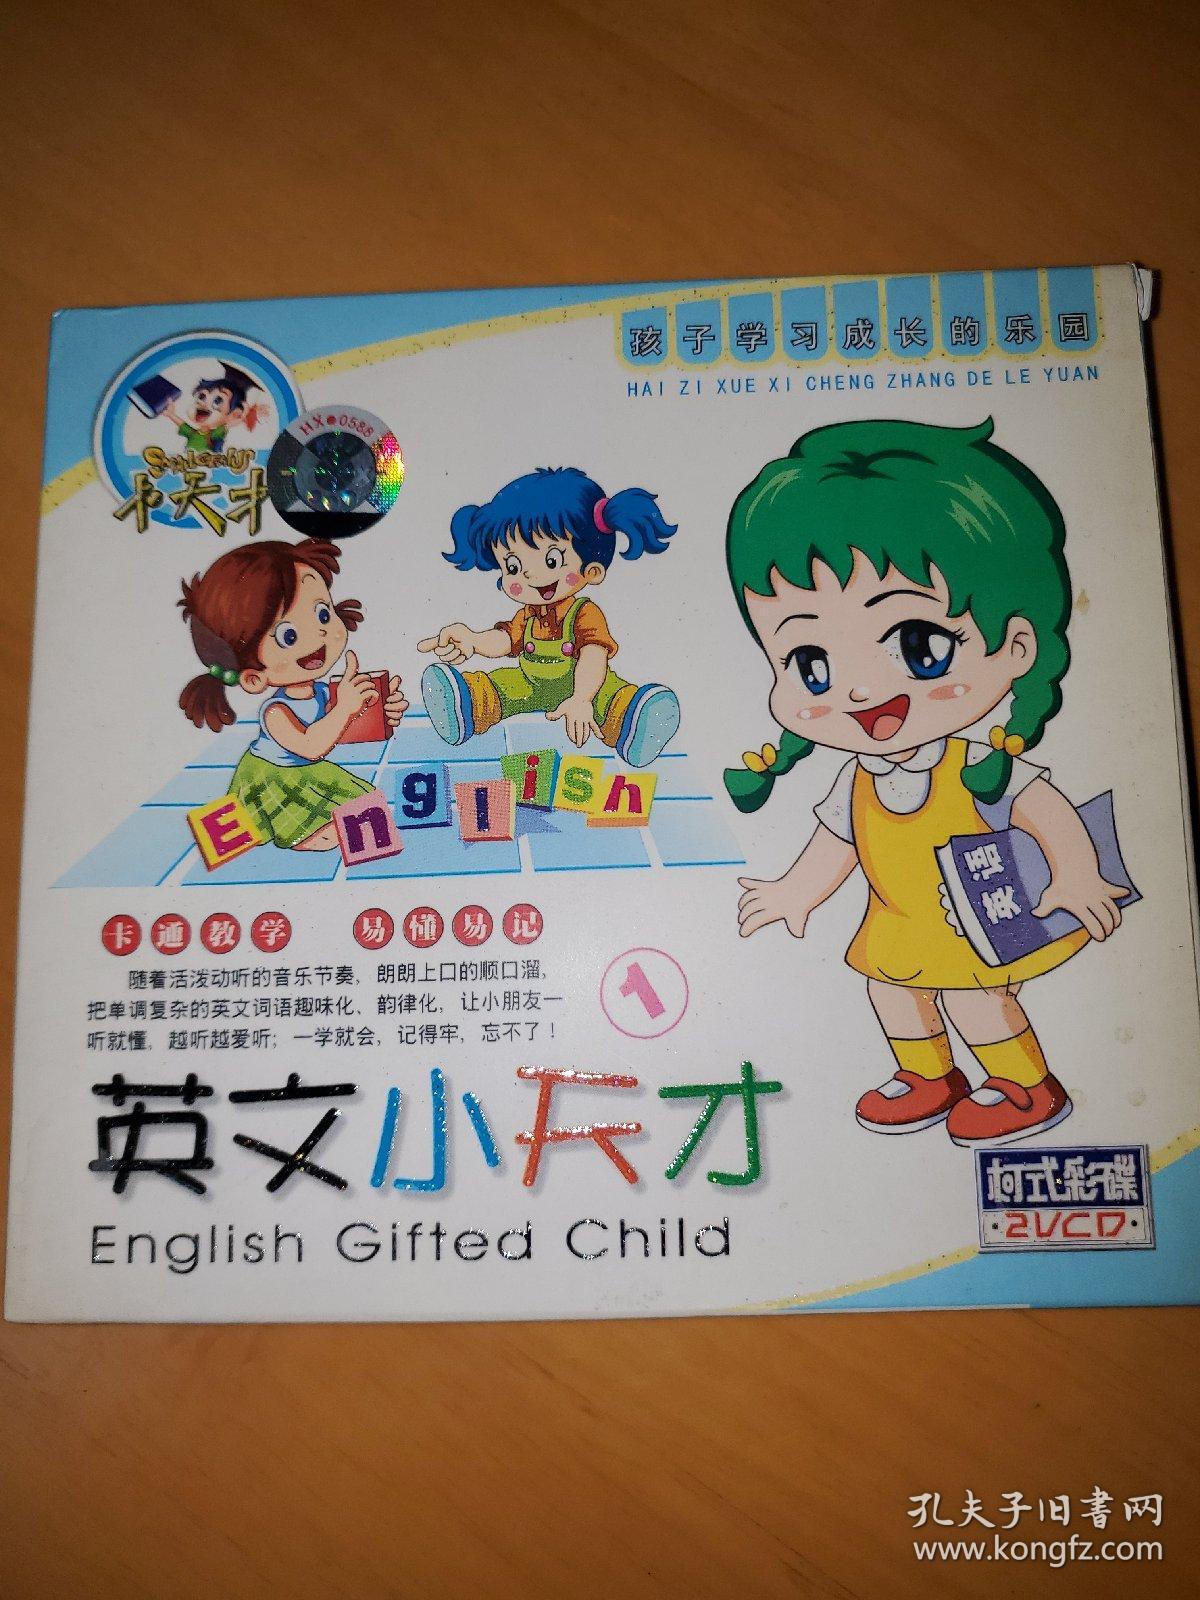 孩子学习成长的乐园
HAI ZI XUE XI CHENG ZHANG DE LE YUAN
HX●0588
天才
English
英语
卡通教学 易懂易记
随着活泼动听的音乐节奏，朗朗上口的顺口溜，
把单调复杂的英文词语趣味化、韵律化，让小朋友一
听就懂，越听越爱听；一学就会，记得牢，忘不了！
1
英文小天才
English Gifted Child
柯式彩碟
·2VCD·
孔夫子旧书网
www.kongfz.com